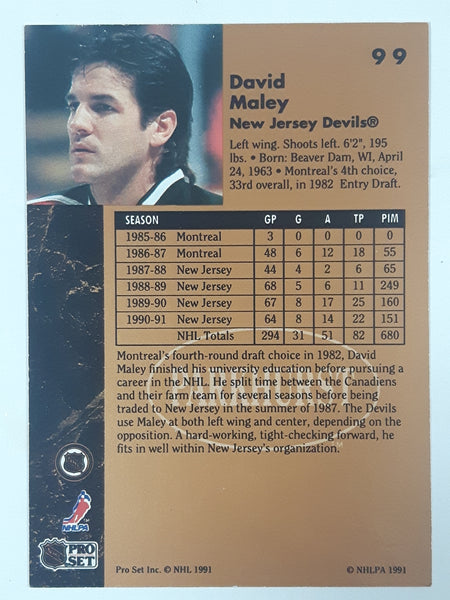 99
David
Maley
New Jersey Devils®
Left wing. Shoots left. 6'2", 195
lbs. • Born: Beaver Dam, WI, April
24, 1963 • Montreal's 4th choice,
33rd overall, in 1982 Entry Draft.
SEASON GP G A TP PIM
1985-86 Montreal 3 0 0 0 0
1986-87 Montreal 48 6 12 18 55
1987-88 New Jersey 44 4 2 6 65
1988-89 New Jersey 68 5 6 11 249
1989-90 New Jersey 67 8 17 25 160
1990-91 New Jersey 64 8 14 22 151
NHL Totals 294 31 51 82 680
Montreal's fourth-round draft choice in 1982, David
Maley finished his university education before pursuing a
career in the NHL. He split time between the Canadiens
and their farm team for several seasons before being
traded to New Jersey in the summer of 1987. The Devils
use Maley at both left wing and center, depending on the
opposition. A hard-working, tight-checking forward, he
fits in well within New Jersey's organization.
PARKHURST
NHLPA
PRO
SET
Pro Set Inc. © NHL 1991
© NHLPA 1991